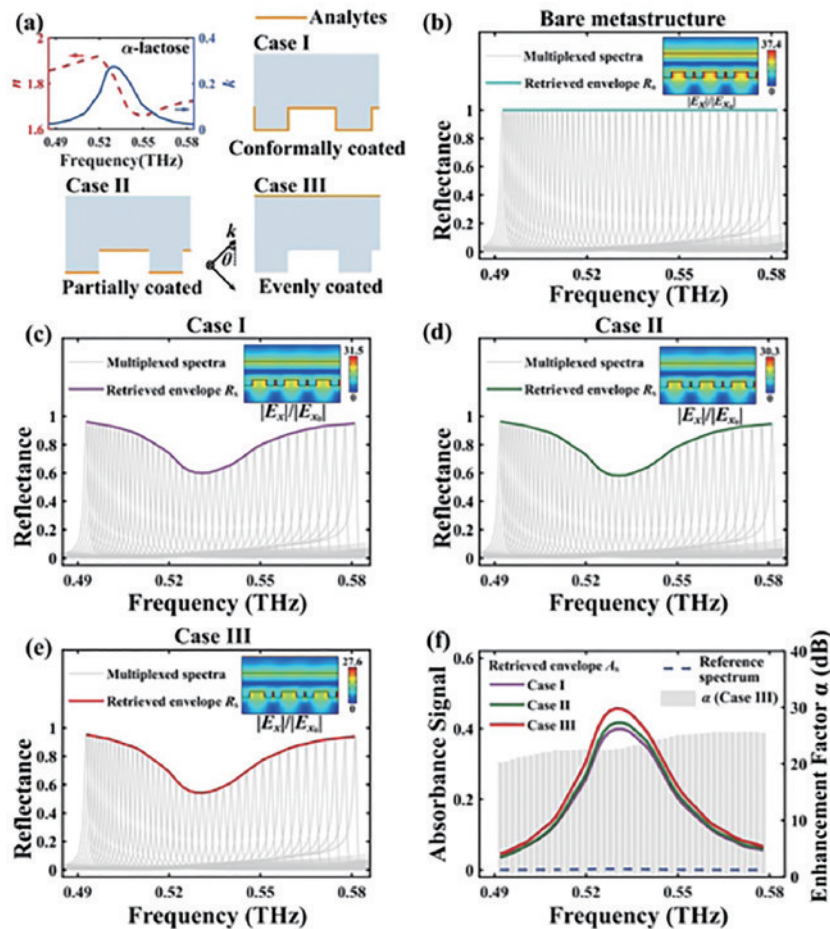 (a)
Analytes
α-lactose
2
n
1.8
1.6
0.4
0.2
k
0
0.49 0.52 0.55 0.58
Frequency(THz)
Case I
Conformally coated
Case II
Partially coated
k
θ
Case III
Evenly coated
(b) Bare metastructure
Multiplexed spectra
Retrieved envelope Rₛ
37.4
0
|Eₓ|/|Eₓ₀|
Reflectance
1
0.8
0.6
0.4
0.2
0
0.49 0.52 0.55 0.58
Frequency (THz)
(c) Case I
Multiplexed spectra
Retrieved envelope Rₛ
31.5
0
|Eₓ|/|Eₓ₀|
Reflectance
1
0.8
0.6
0.4
0.2
0
0.49 0.52 0.55 0.58
Frequency (THz)
(d) Case II
Multiplexed spectra
Retrieved envelope Rₛ
30.3
0
|Eₓ|/|Eₓ₀|
Reflectance
1
0.8
0.6
0.4
0.2
0
0.49 0.52 0.55 0.58
Frequency (THz)
(e) Case III
Multiplexed spectra
Retrieved envelope Rₛ
27.6
0
|Eₓ|/|Eₓ₀|
Reflectance
1
0.8
0.6
0.4
0.2
0
0.49 0.52 0.55 0.58
Frequency (THz)
(f)
Retrieved envelope Aₛ
Case I
Case II
Case III
Reference
spectrum
α (Case III)
Absorbance Signal
0.6
0.4
0.2
0
40
30
20
10
0
Enhancement Factor α (dB)
0.49 0.52 0.55 0.58
Frequency (THz)